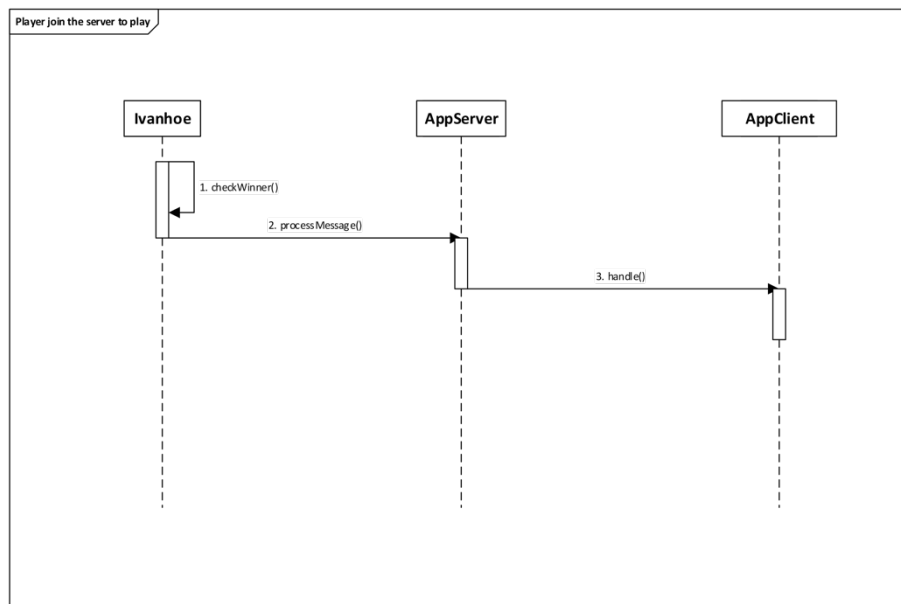 Player join the server to play
Ivanhoe
AppServer
AppClient
1. checkWinner()
2. processMessage()
3. handle()